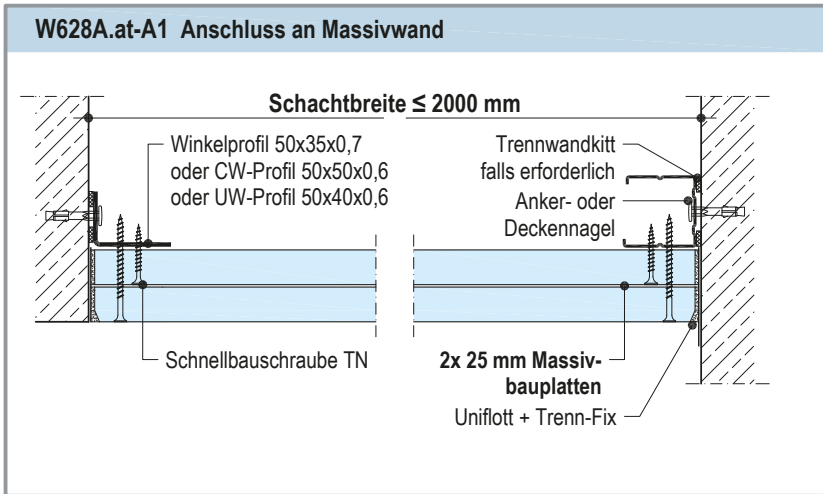 W628A.at-A1 Anschluss an Massivwand
Schachtbreite ≤ 2000 mm
Winkelprofil 50x35x0,7
oder CW-Profil 50x50x0,6
oder UW-Profil 50x40x0,6
Trennwandkitt
falls erforderlich
Anker- oder
Deckennagel
Schnellbauschraube TN
2x 25 mm Massiv-
bauplatten
Uniflott + Trenn-Fix